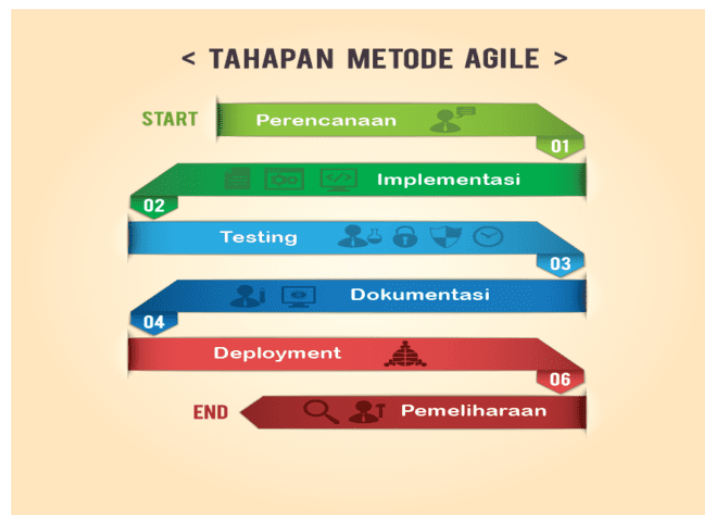 < TAHAPAN METODE AGILE >
START
Perencanaan
01
Implementasi
02
Testing
03
Dokumentasi
04
Deployment
06
END
Pemeliharaan